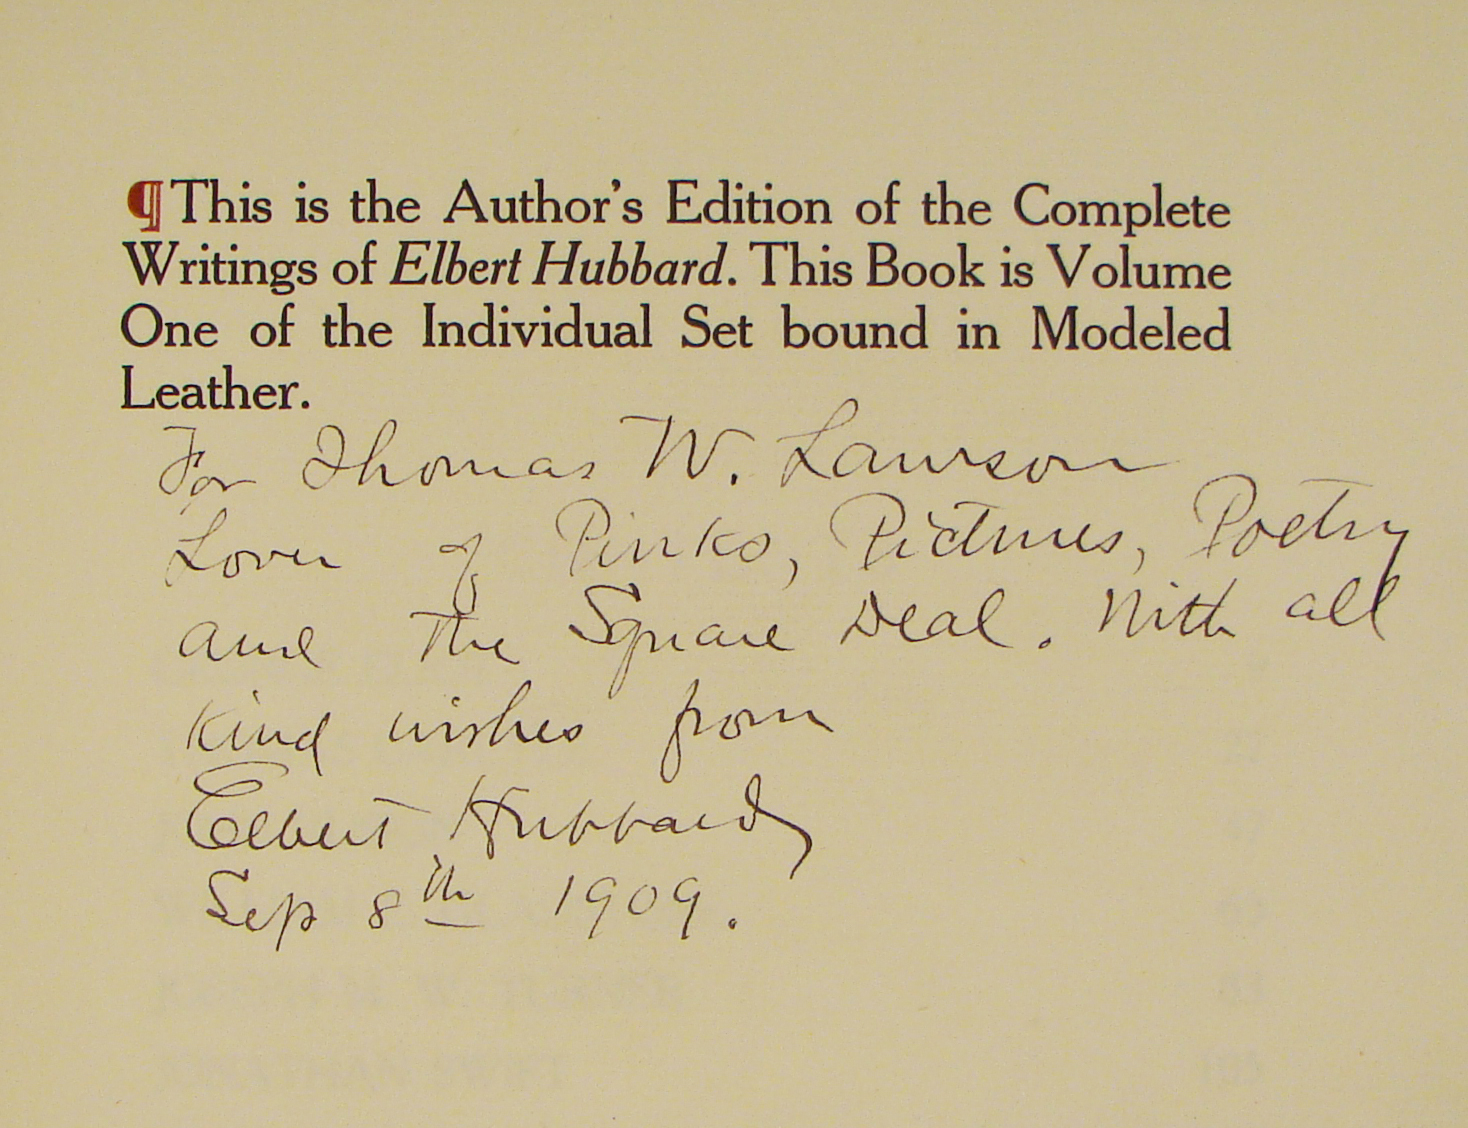 ¶This is the Author's Edition of the Complete
Writings of Elbert Hubbard. This Book is Volume
One of the Individual Set bound in Modeled
Leather.
For Thomas W. Lawson
Lover of Pinks, Pictures, Poetry
and the Square Deal. With all
kind wishes from
Elbert Hubbard
Sep 8th 1909.